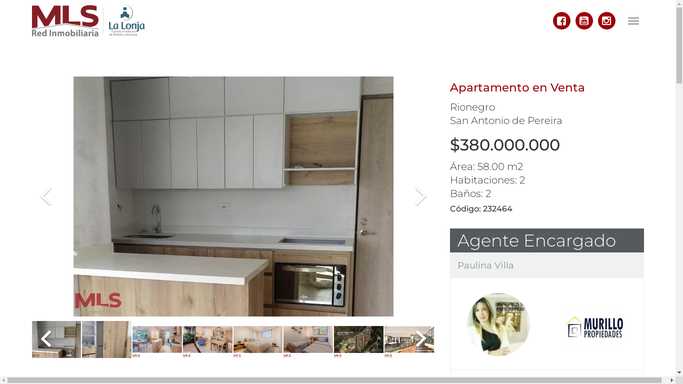 MLS
Red Inmobiliaria
La Lonja
Apartamento en Venta
Rionegro
San Antonio de Pereira
$380.000.000
Área: 58.00 m2
Habitaciones: 2
Baños: 2
Código: 232464
MLS
Agente Encargado
Paulina Villa
MURILLO
PROPIEDADES